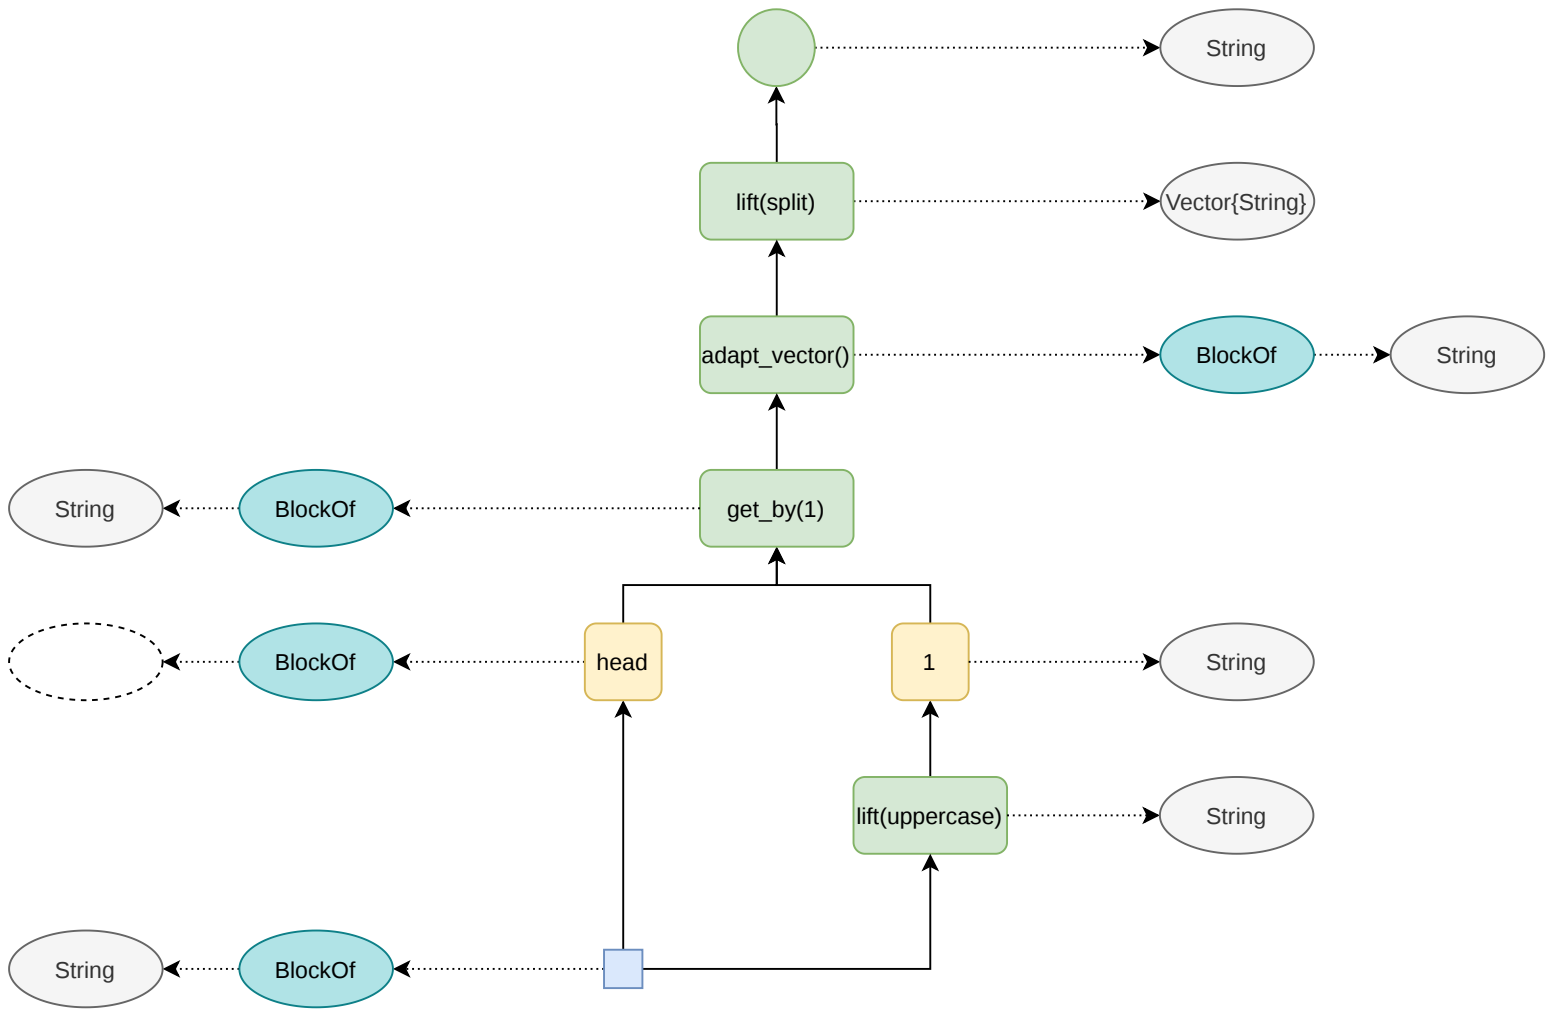 String
lift(split)
Vector{String}
adapt_vector()
BlockOf
String
String
BlockOf
get_by(1)
BlockOf
head
1
String
lift(uppercase)
String
String
BlockOf